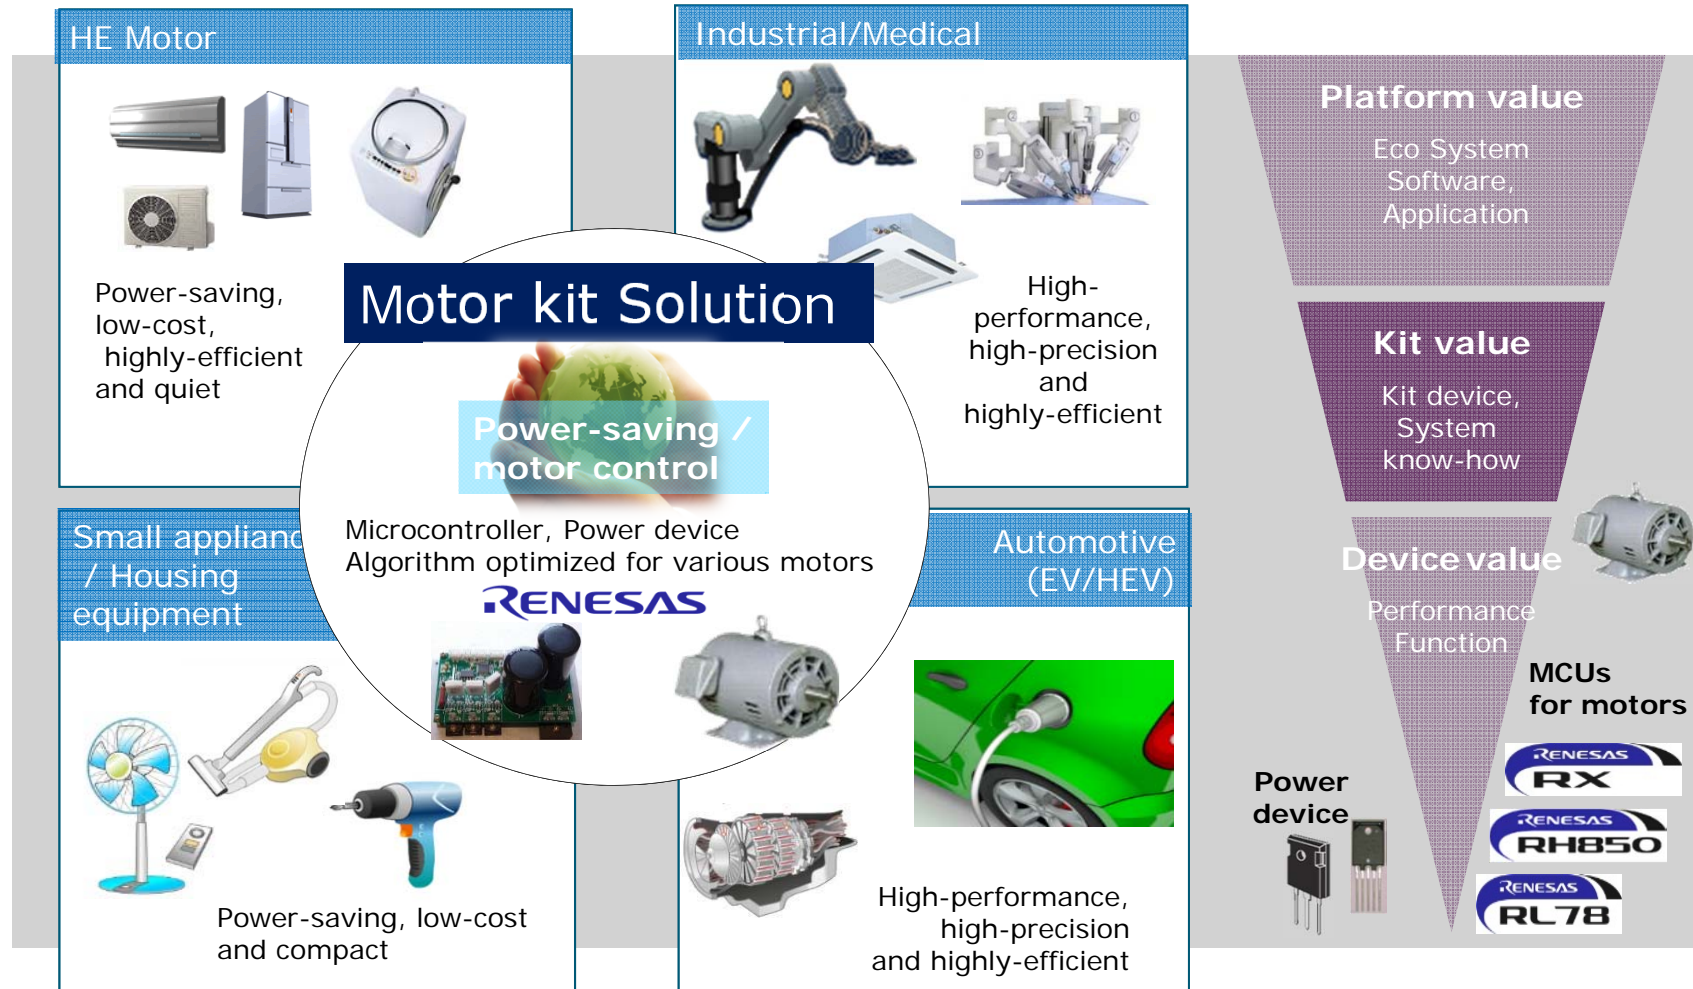 HE Motor
Power-saving,
low-cost,
highly-efficient
and quiet
Industrial/Medical
High-
performance,
high-precision
and
highly-efficient
Motor kit Solution
Power-saving /
motor control
Microcontroller, Power device
Algorithm optimized for various motors
RENESAS
Small applianc
/ Housing
equipment
Power-saving, low-cost
and compact
Automotive
(EV/HEV)
High-performance,
high-precision
and highly-efficient
Platform value
Eco System
Software,
Application
Kit value
Kit device,
System
know-how
Device value
Performance
Function
MCUs
for motors
RENESAS
RX
RENESAS
RH850
RENESAS
RL78
Power
device